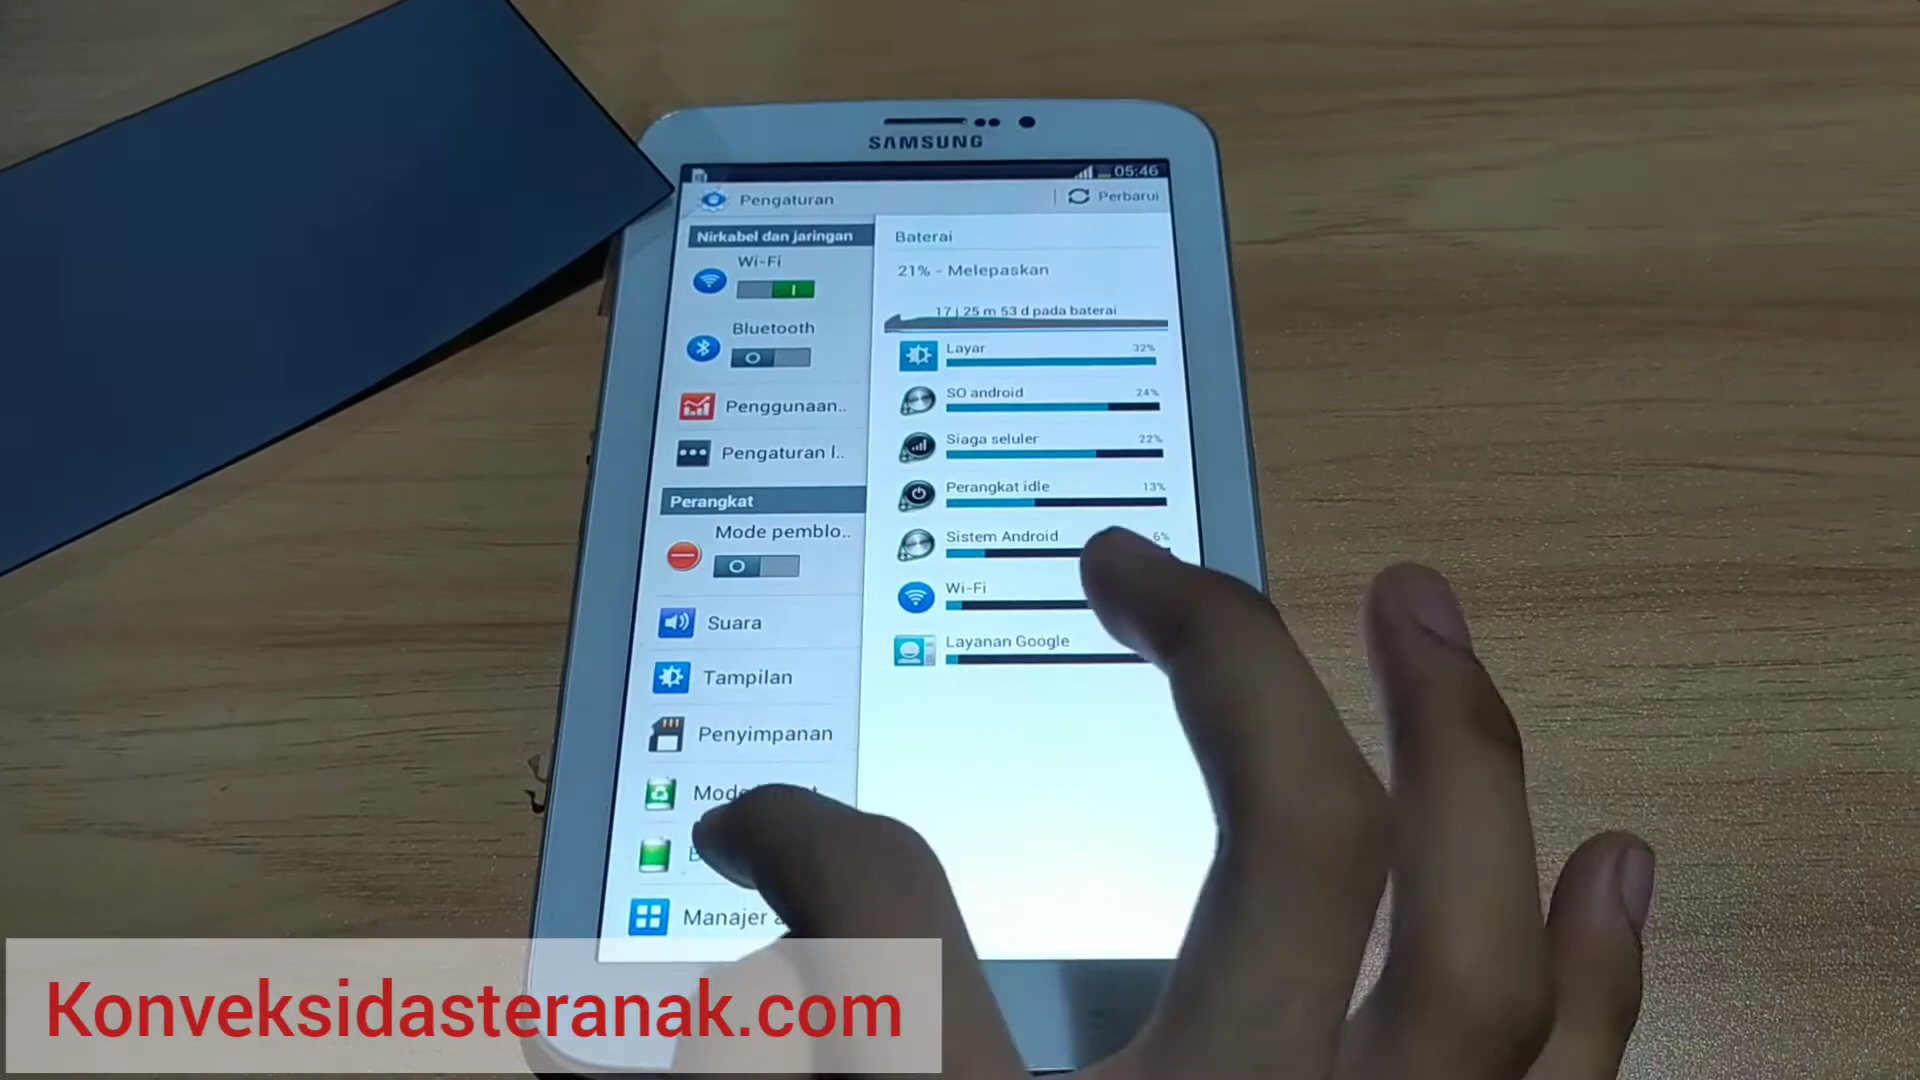 SAMSUNG
05:46
Pengaturan
Perbarui
Nirkabel dan jaringan
Wi-Fi
Bluetooth
Penggunaan..
Pengaturan l..
Perangkat
Mode pemblo..
Suara
Tampilan
Penyimpanan
Mode
Manajer
Baterai
21% - Melepaskan
17 j 25 m 53 d pada baterai
Layar 32%
SO android 24%
Siaga seluler 22%
Perangkat idle 13%
Sistem Android 6%
Wi-Fi
Layanan Google
Konveksidasteranak.com